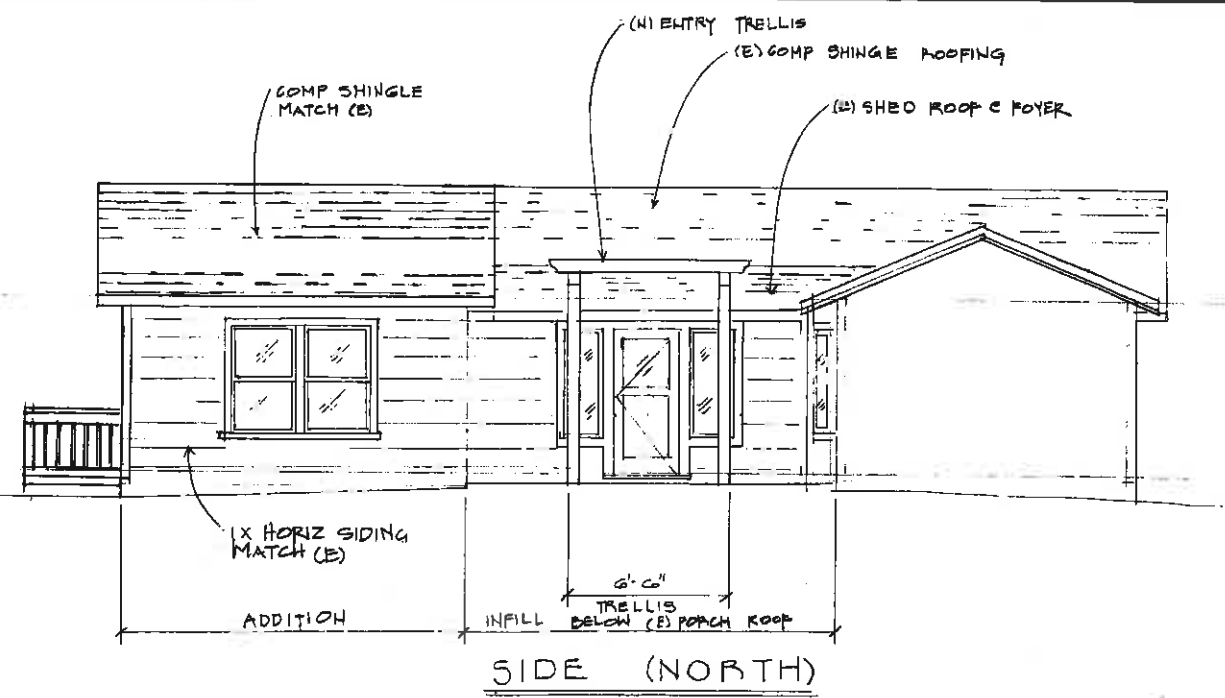 (N) ENTRY TRELLIS
(E) COMP SHINGE ROOFING
COMP SHINGLE
MATCH (E)
SHED ROOF @ FOYER
1X HORIZ SIDING
MATCH (E)
6'-6"
ADDITION
INFILL
TRELLIS
BELOW (E) PORCH ROOF
SIDE (NORTH)